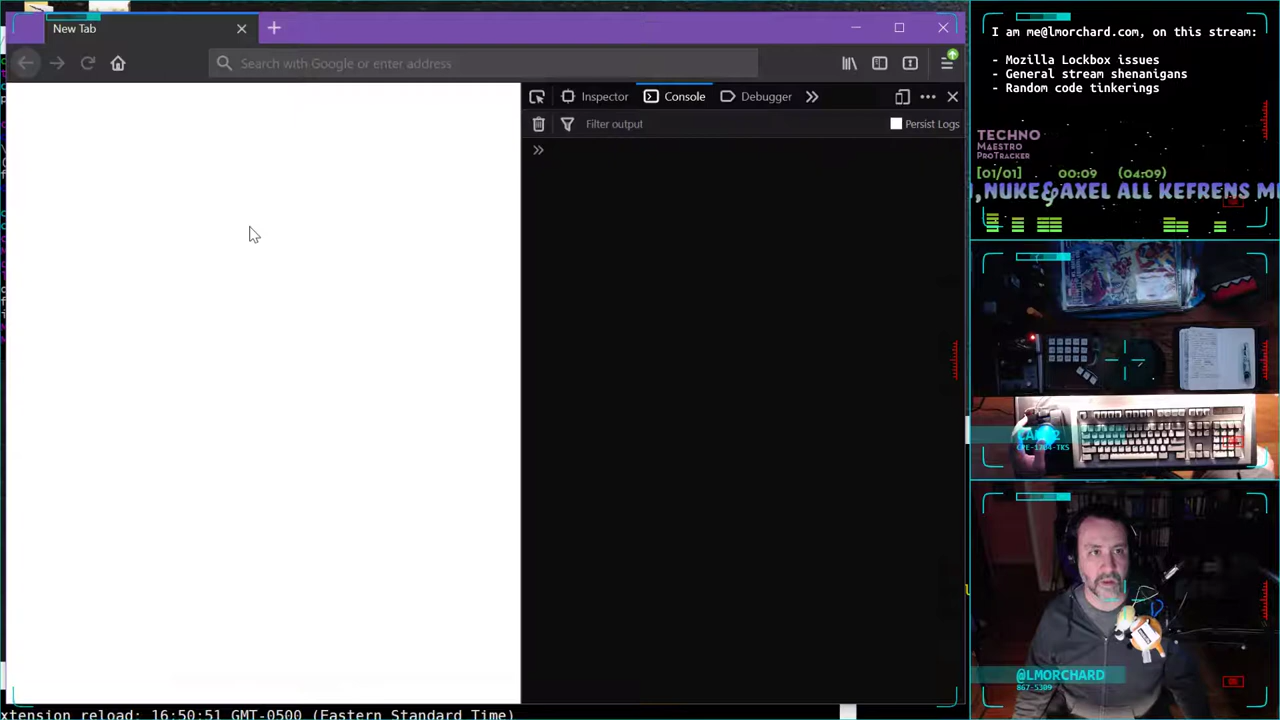 New Tab
Search with Google or enter address
Inspector
Console
Debugger
Filter output
Persist Logs
xtension reload: 16:50:51 GMT-0500 (Eastern Standard Time)
I am me@lmorchard.com, on this stream:
- Mozilla Lockbox issues
- General stream shenanigans
- Random code tinkerings
TECHNO
MAESTRO
PROTRACKER
[01/01] 00:09 (04:09)
,NUKE&AXEL ALL KEFRENS M
@LMORCHARD
867-5309